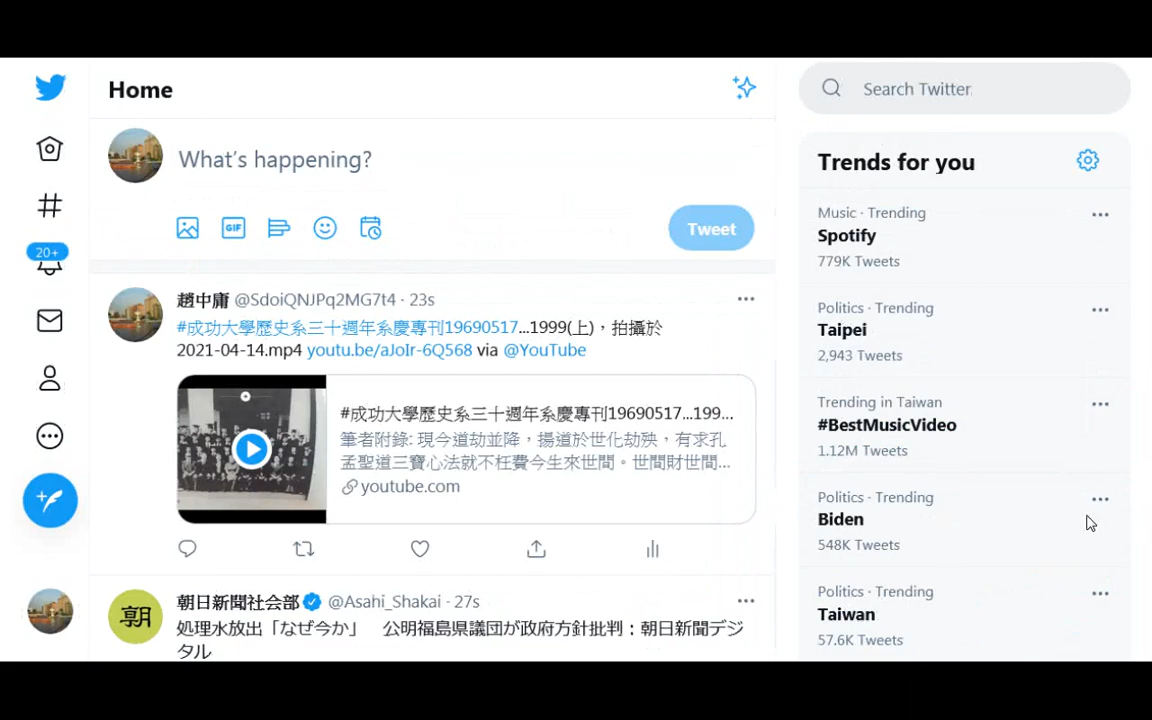 Home
What's happening?
GIF
Tweet
20+
趙中庸 @SdoiQNJPq2MG7t4 · 23s
#成功大學歷史系三十週年系慶專刊19690517...1999(上)，拍攝於
2021-04-14.mp4 youtu.be/aJoIr-6Q568 via @YouTube
#成功大學歷史系三十週年系慶專刊19690517...199...
筆者附錄: 現今道劫並降，揚道於世化劫殃，有求孔
孟聖道三寶心法就不枉費今生來世間。世間財世間...
youtube.com
朝
朝日新聞社会部 @Asahi_Shakai · 27s
処理水放出「なぜ今か」　公明福島県議団が政府方針批判：朝日新聞デジ
タル
Search Twitter
Trends for you
Music · Trending
Spotify
779K Tweets
Politics · Trending
Taipei
2,943 Tweets
Trending in Taiwan
#BestMusicVideo
1.12M Tweets
Politics · Trending
Biden
548K Tweets
Politics · Trending
Taiwan
57.6K Tweets